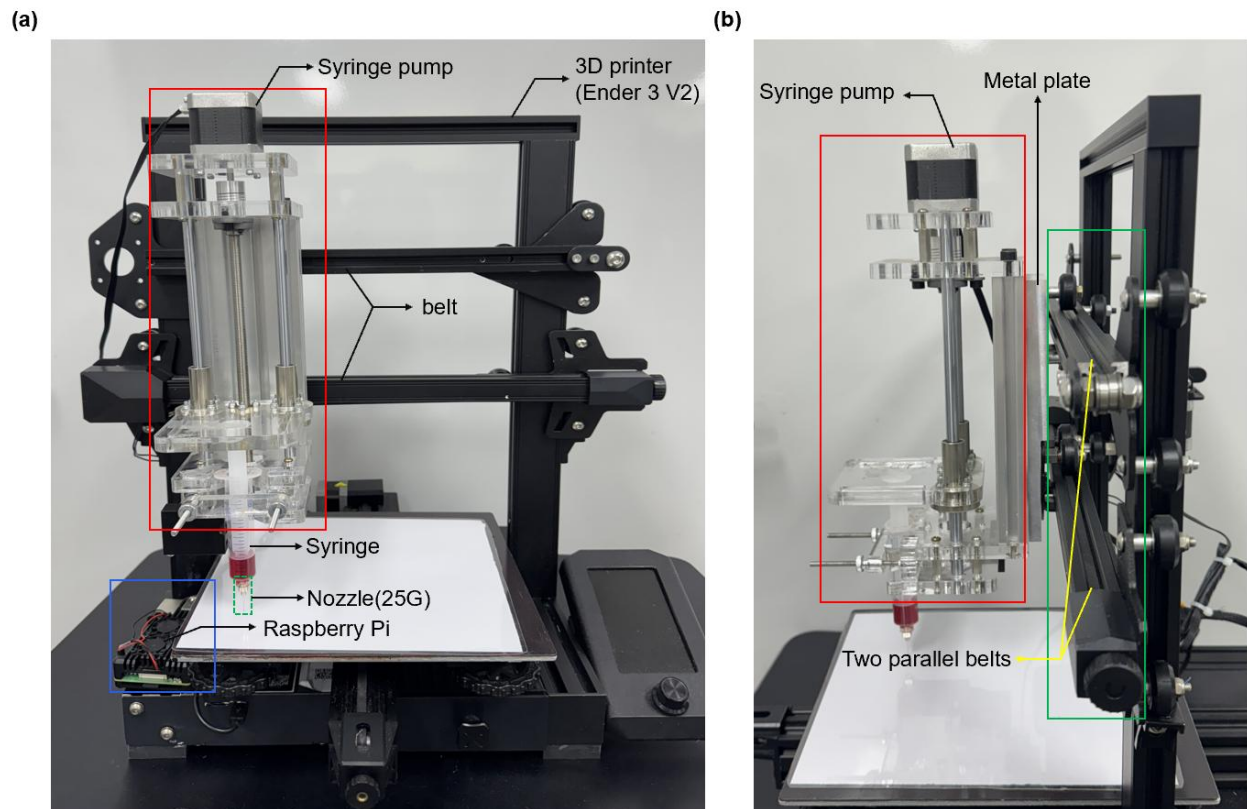 (a)
Syringe pump
3D printer
(Ender 3 V2)
belt
Syringe
Nozzle(25G)
Raspberry Pi
(b)
Metal plate
Syringe pump
Two parallel belts